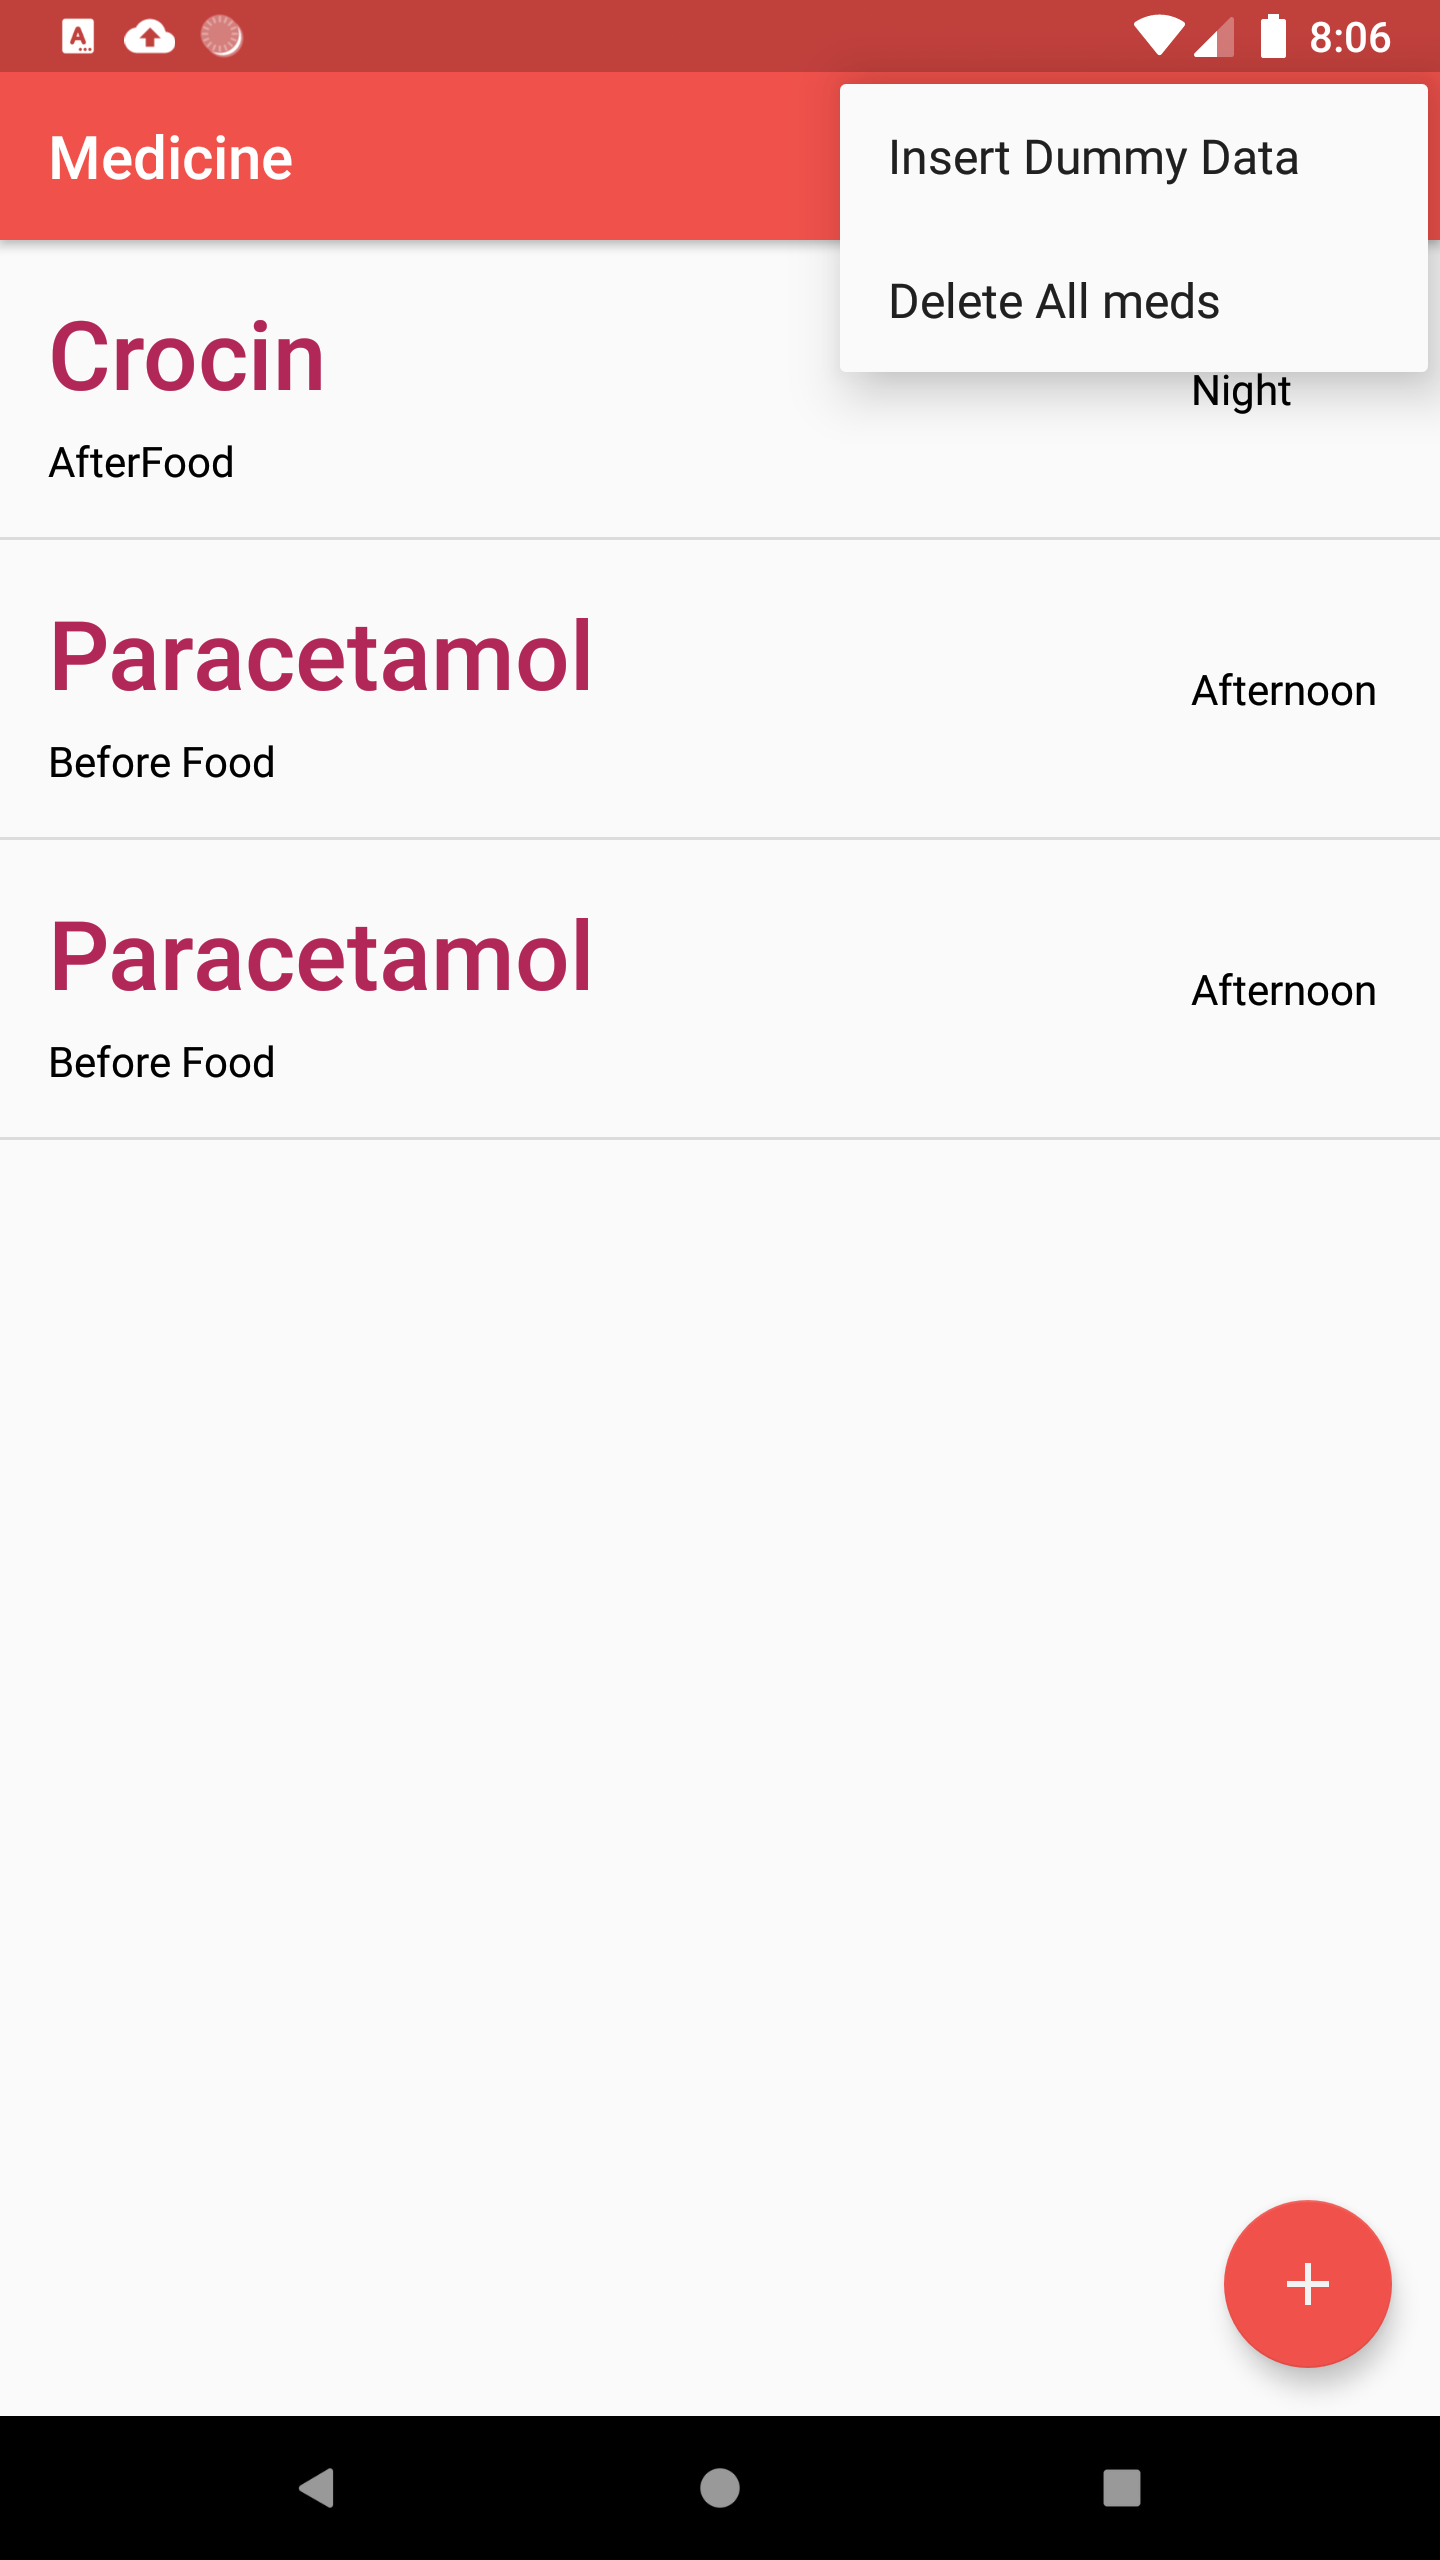 8:06
Medicine
Insert Dummy Data
Delete All meds
Crocin
Night
AfterFood
Paracetamol
Afternoon
Before Food
Paracetamol
Afternoon
Before Food